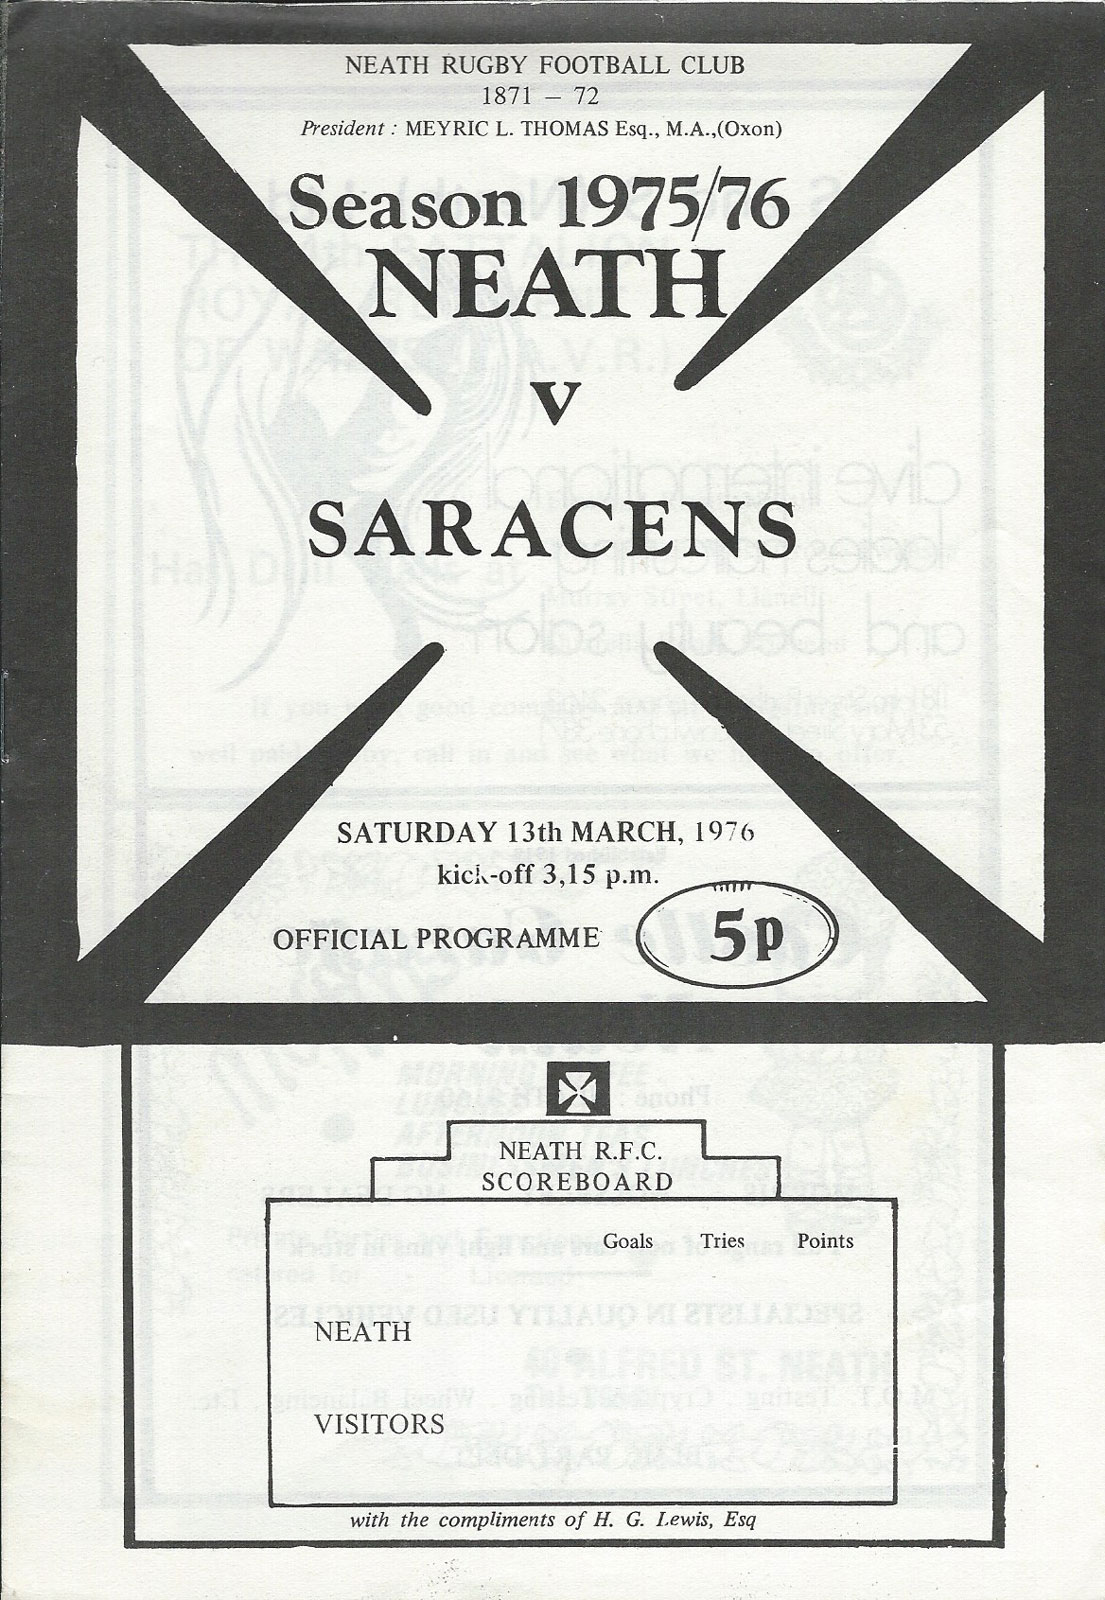 NEATH RUGBY FOOTBALL CLUB
1871 – 72
President : MEYRIC L. THOMAS Esq., M.A.,(Oxon)
Season 1975/76
NEATH
v
SARACENS
SATURDAY 13th MARCH, 1976
kick-off 3,15 p.m.
OFFICIAL PROGRAMME
5p
NEATH R.F.C.
SCOREBOARD
Goals Tries Points
NEATH
VISITORS
with the compliments of H. G. Lewis, Esq